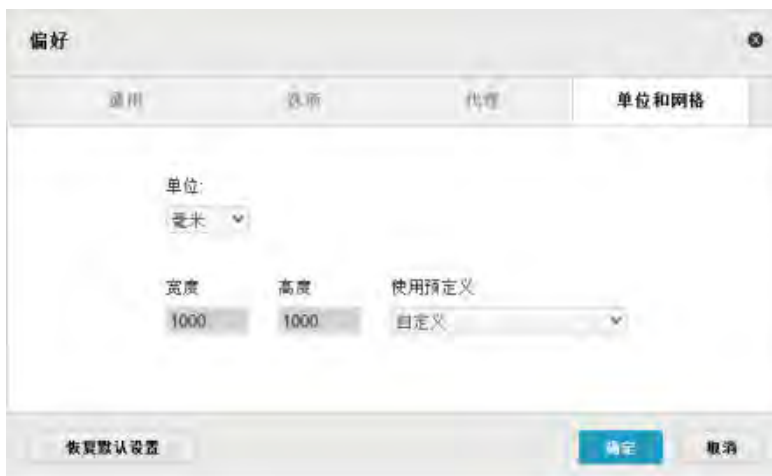 偏好
通用 选项 代理 单位和网格
单位:
毫米
宽度 高度 使用预定义
1000 1000 自定义
恢复默认设置 确定 取消